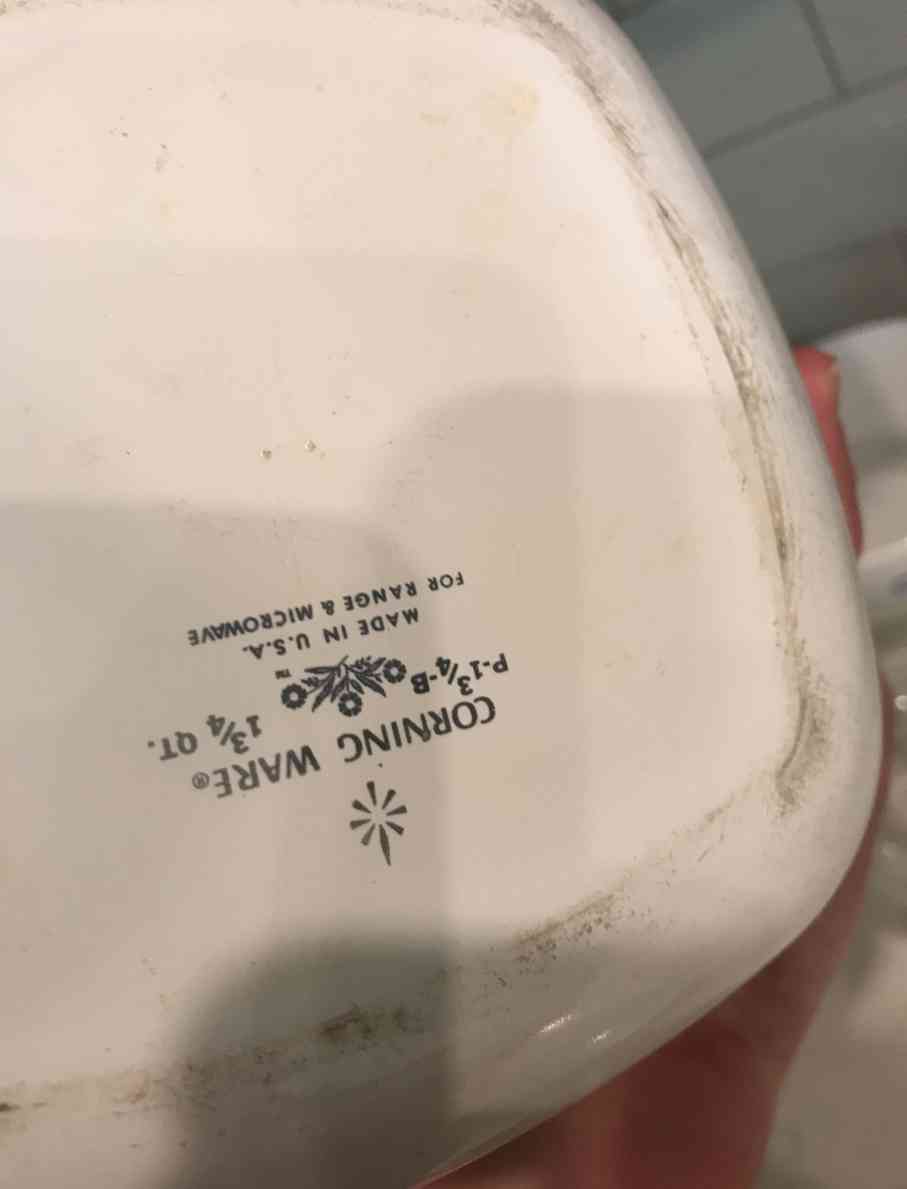 CORNING WARE®
P-1¾-B 1¾ QT.
TM
MADE IN U.S.A.
FOR RANGE & MICROWAVE